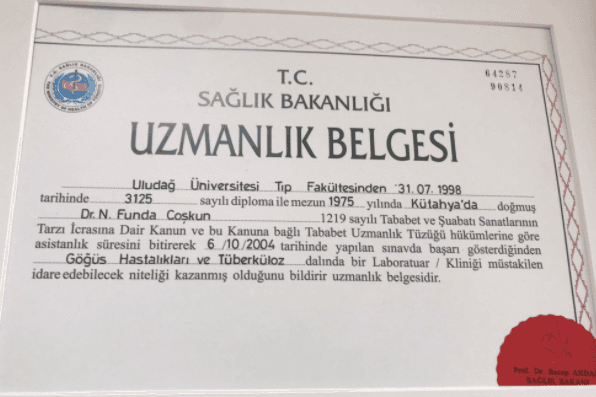 64287
90814
T.C.
SAĞLIK BAKANLIĞI
UZMANLIK BELGESİ
Uludağ Üniversitesi Tıp Fakültesinden 31.07.1998
tarihinde 3125 sayılı diploma ile mezun 1975 yılında Kütahya'da doğmuş
Dr. N. Funda Coşkun 1219 sayılı Tababet ve Şuabatı Sanatlarının
Tarzı İcrasına Dair Kanun ve bu Kanuna bağlı Tababet Uzmanlık Tüzüğü hükümlerine göre
asistanlık süresini bitirerek 6 /10/2004 tarihinde yapılan sınavda başarı gösterdiğinden
Göğüs Hastalıkları ve Tüberküloz dalında bir Laboratuar / Kliniği müstakilen
idare edebilecek niteliği kazanmış olduğunu bildirir uzmanlık belgesidir.
Prof. Dr.
SAĞLIK BAKANI